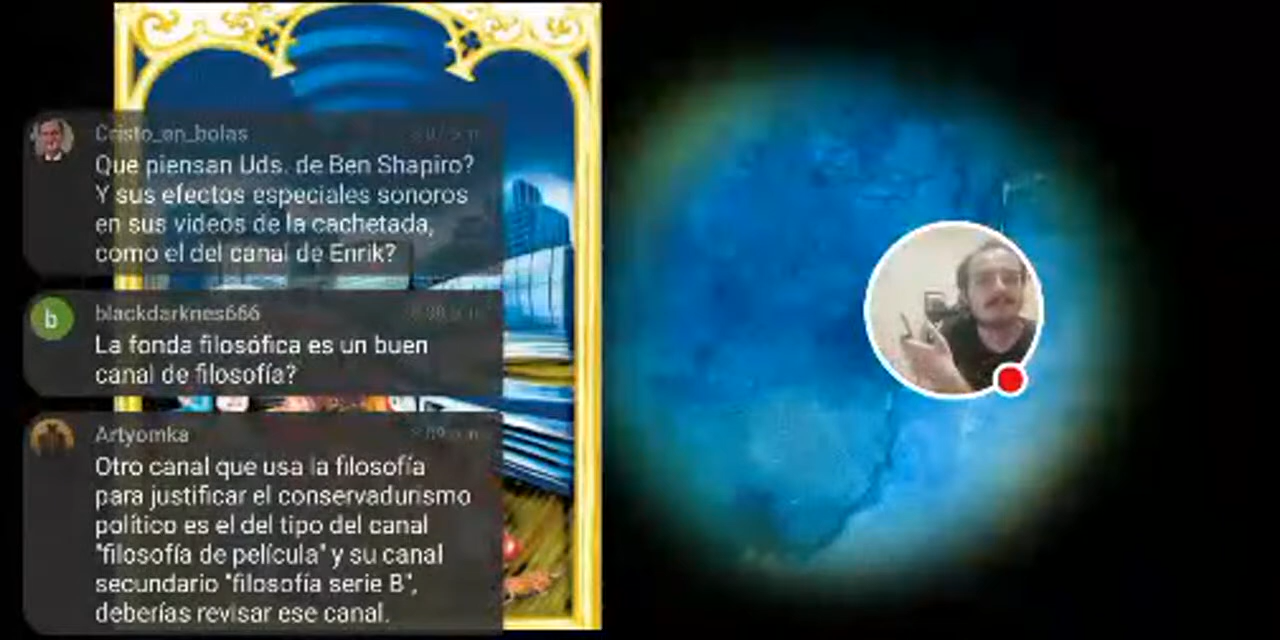 Cristo_en_bolas
Que piensan Uds. de Ben Shapiro?
Y sus efectos especiales sonoros
en sus videos de la cachetada,
como el del canal de Enrik?
b
blackdarknes666
La fonda filosófica es un buen
canal de filosofía?
Artyomka
Otro canal que usa la filosofía
para justificar el conservadurismo
político es el del tipo del canal
"filosofía de película" y su canal
secundario "filosofía serie B",
deberías revisar ese canal.